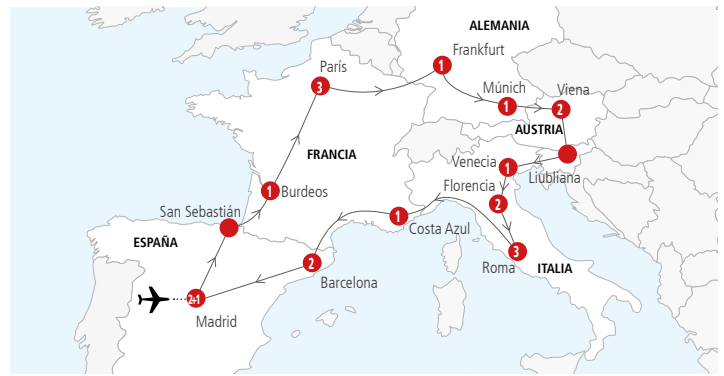 ALEMANIA
Frankfurt
1
París
3
Múnich
1
Viena
2
AUSTRIA
FRANCIA
Venecia
1
Liubliana
Burdeos
1
Florencia
2
San Sebastián
Costa Azul
1
ESPAÑA
Roma
3
ITALIA
Barcelona
2
2+1
Madrid